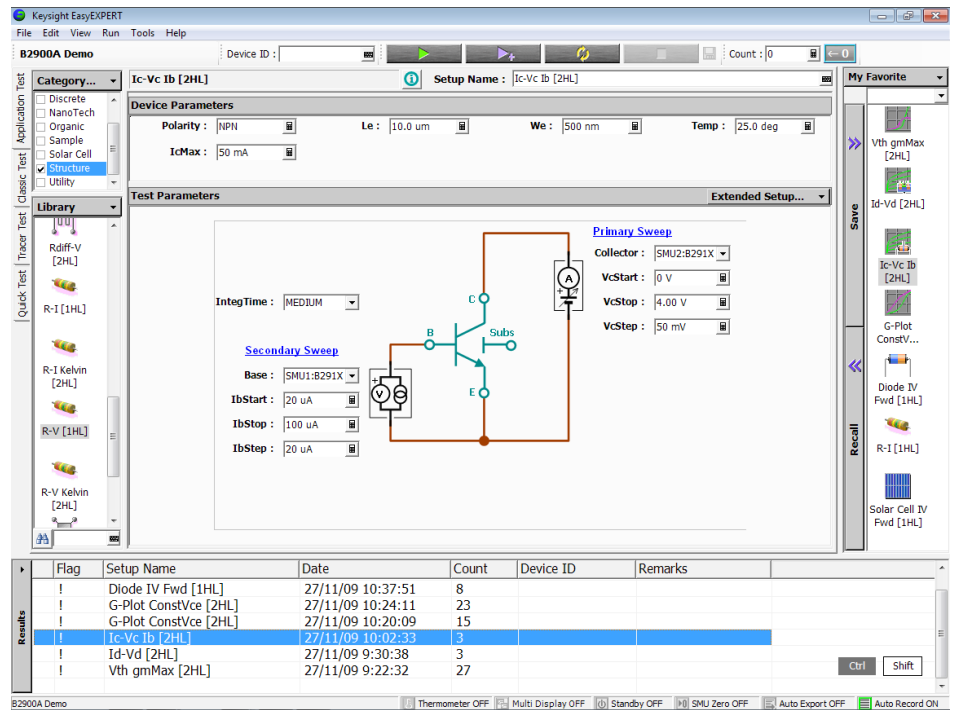 Keysight EasyEXPERT
File Edit View Run Tools Help
B2900A Demo
Device ID :
Count : 0
0
Quick Test Tracer Test Classic Test Application Test
Category...
Discrete
NanoTech
Organic
Sample
Solar Cell
Structure
Utility
Library
Rdiff-V
[2HL]
R-I [1HL]
R-I Kelvin
[2HL]
R-V [1HL]
R-V Kelvin
[2HL]
Ic-Vc Ib [2HL]
Setup Name : Ic-Vc Ib [2HL]
Device Parameters
Polarity : NPN
Le : 10.0 um
We : 500 nm
Temp : 25.0 deg
IcMax : 50 mA
Test Parameters
Extended Setup...
Primary Sweep
Collector : SMU2:B291X
VcStart : 0 V
VcStop : 4.00 V
VcStep : 50 mV
IntegTime : MEDIUM
Secondary Sweep
Base : SMU1:B291X
IbStart : 20 uA
IbStop : 100 uA
IbStep : 20 uA
A
+
C
B
Subs
E
+
V
My Favorite
Save
Recall
Vth gmMax
[2HL]
Id-Vd [2HL]
Ic-Vc Ib
[2HL]
G-Plot
ConstV...
Diode IV
Fwd [1HL]
R-I [1HL]
Solar Cell IV
Fwd [1HL]
Results
Flag Setup Name Date Count Device ID Remarks
! Diode IV Fwd [1HL] 27/11/09 10:37:51 8
! G-Plot ConstVce [2HL] 27/11/09 10:24:11 23
! G-Plot ConstVce [2HL] 27/11/09 10:20:09 15
! Ic-Vc Ib [2HL] 27/11/09 10:02:33 3
! Id-Vd [2HL] 27/11/09 9:30:38 3
! Vth gmMax [2HL] 27/11/09 9:22:32 27
Ctrl Shift
B2900A Demo
Thermometer OFF Multi Display OFF Standby OFF SMU Zero OFF Auto Export OFF Auto Record ON